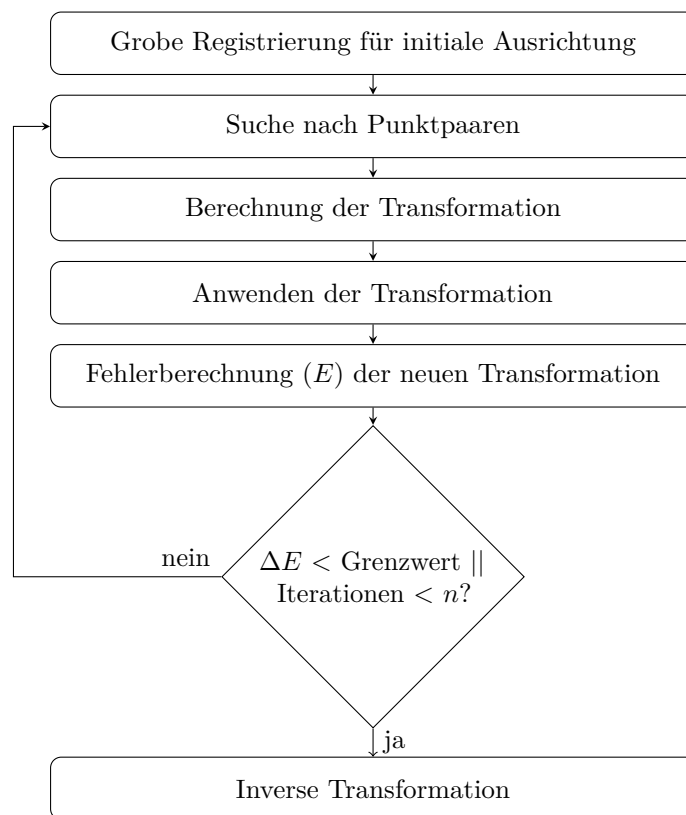 Grobe Registrierung für initiale Ausrichtung
Suche nach Punktpaaren
Berechnung der Transformation
Anwenden der Transformation
Fehlerberechnung (E) der neuen Transformation
nein
ΔE < Grenzwert ||
Iterationen < n?
ja
Inverse Transformation